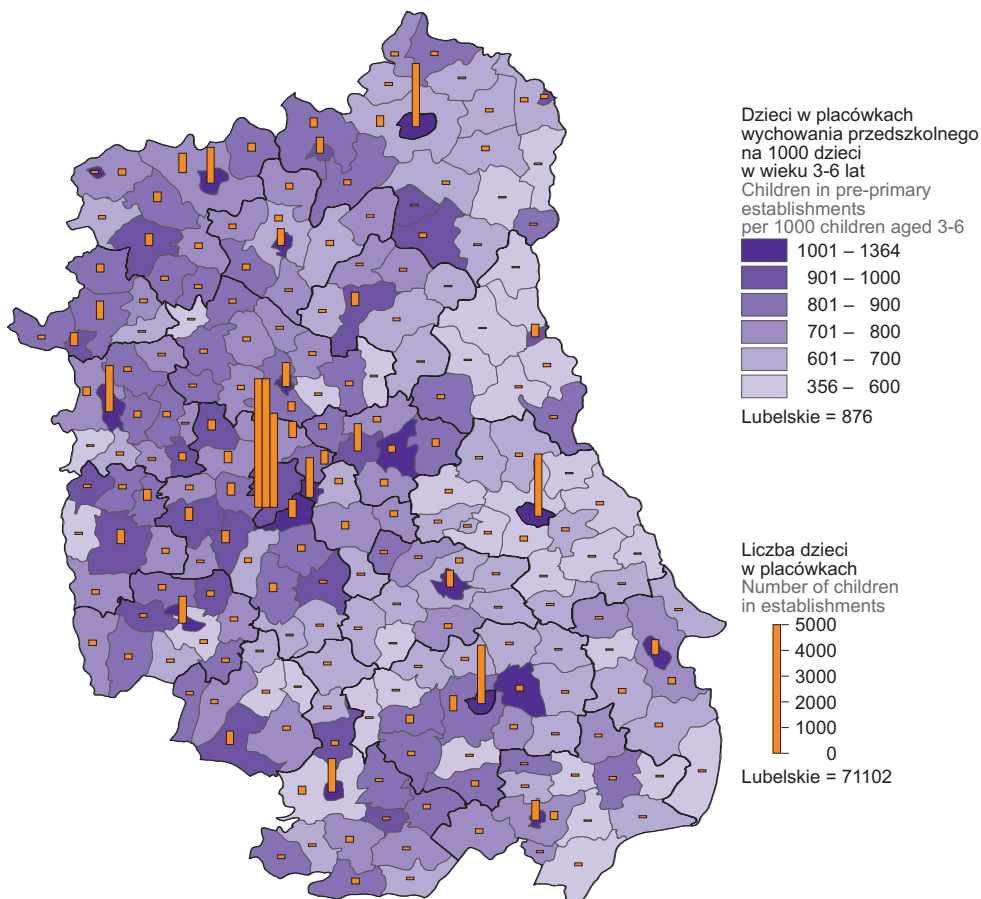 Dzieci w placówkach
wychowania przedszkolnego
na 1000 dzieci
w wieku 3-6 lat
Children in pre-primary
establishments
per 1000 children aged 3-6
1001 – 1364
901 – 1000
801 – 900
701 – 800
601 – 700
356 – 600
Lubelskie = 876
Liczba dzieci
w placówkach
Number of children
in establishments
5000
4000
3000
2000
1000
0
Lubelskie = 71102